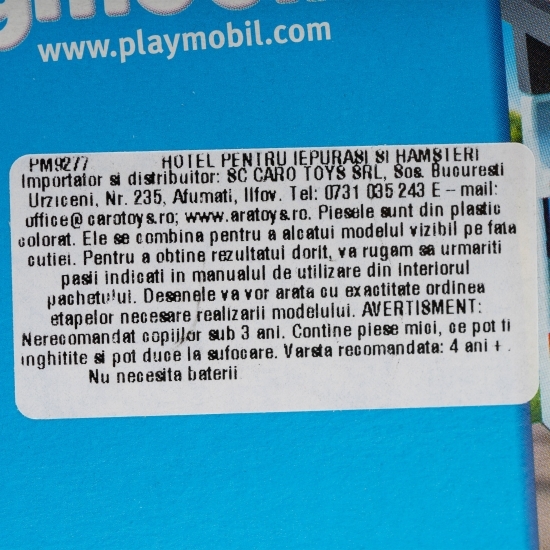 www.playmobil.com
PM9277 HOTEL PENTRU IEPURASI SI HAMSTERI
Importator si distribuitor: SC CARO TOYS SRL, Sos. Bucuresti
Urziceni, Nr. 235, Afumati, Ilfov. Tel: 0731 035 243 E-mail:
office@carotoys.ro; www.aratoys.ro. Piesele sunt din plastic
colorat. Ele se combina pentru a alcatui modelul vizibil pe fata
cutiei. Pentru a obtine rezultatul dorit, va rugam sa urmariti
pasii indicati in manualul de utilizare din interiorul
pachetului. Desenele va vor arata cu exactitate ordinea
etapelor necesare realizarii modelului. AVERTISMENT:
Nerecomandat copiilor sub 3 ani. Contine piese mici, ce pot fi
inghitite si pot duce la sufocare. Varsta recomandata: 4 ani +.
Nu necesita baterii